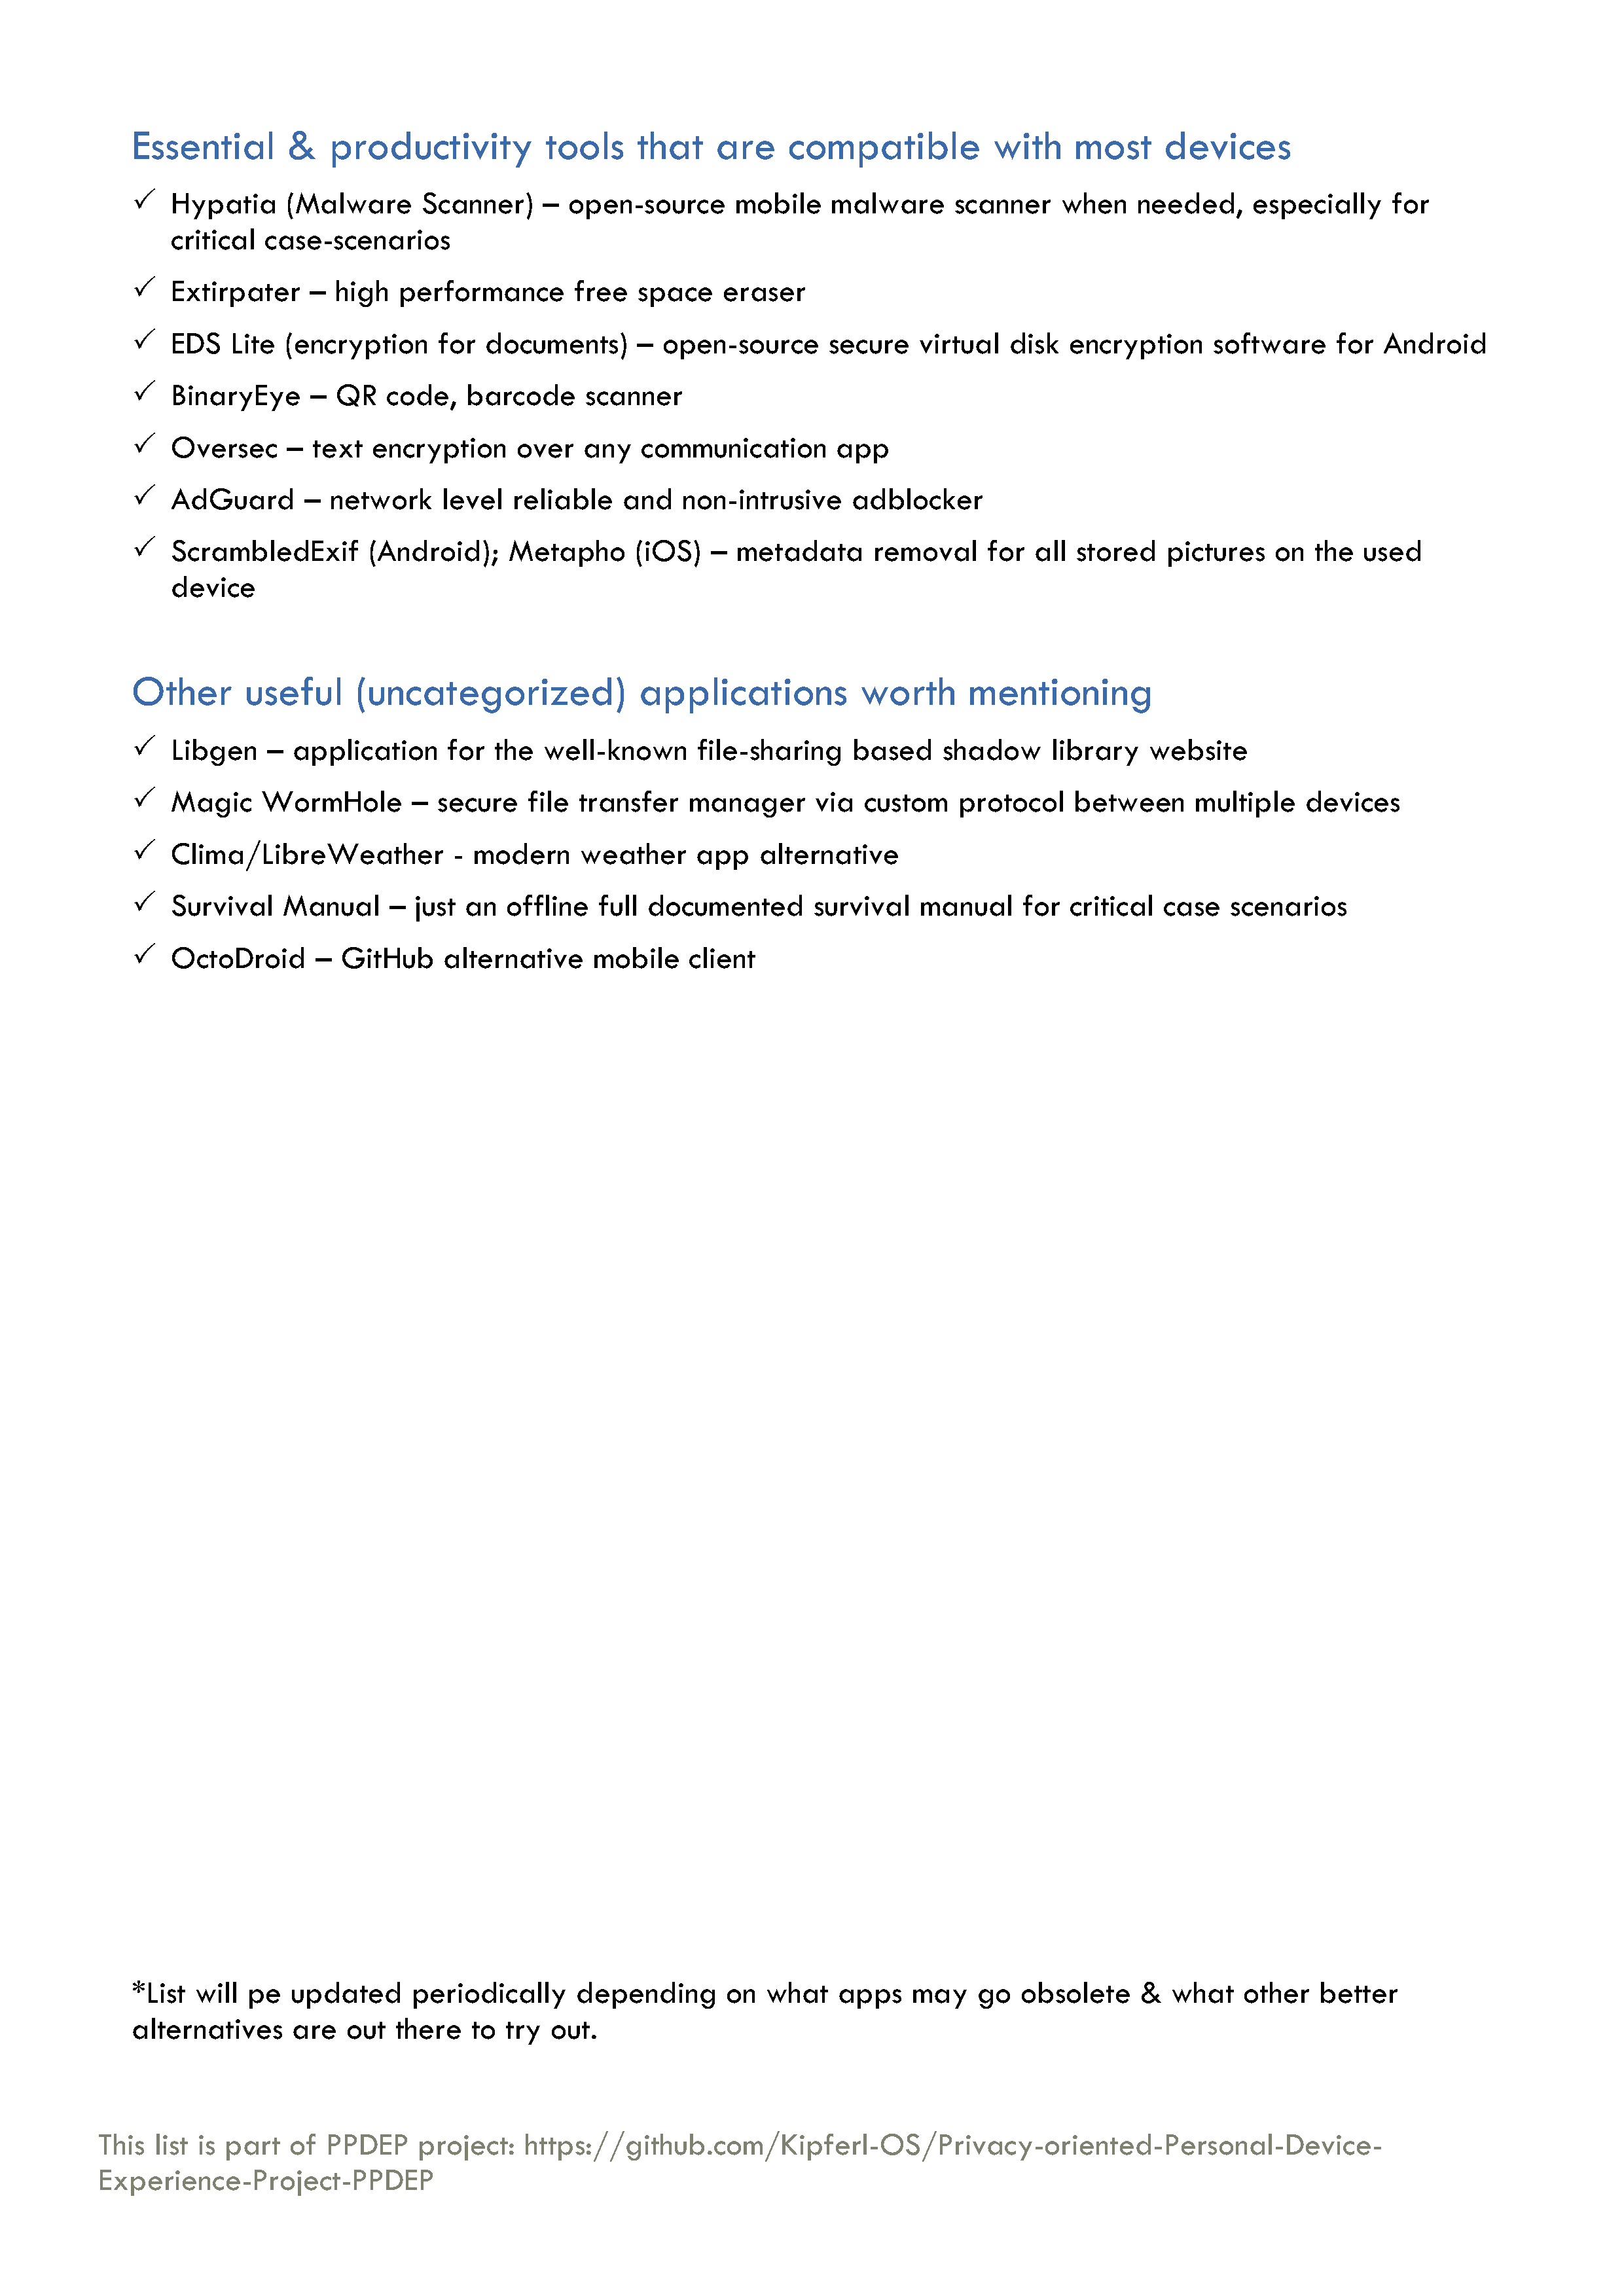 Essential & productivity tools that are compatible with most devices
✓ Hypatia (Malware Scanner) – open-source mobile malware scanner when needed, especially for
critical case-scenarios
✓ Extirpater – high performance free space eraser
✓ EDS Lite (encryption for documents) – open-source secure virtual disk encryption software for Android
✓ BinaryEye – QR code, barcode scanner
✓ Oversec – text encryption over any communication app
✓ AdGuard – network level reliable and non-intrusive adblocker
✓ ScrambledExif (Android); Metapho (iOS) – metadata removal for all stored pictures on the used
device
Other useful (uncategorized) applications worth mentioning
✓ Libgen – application for the well-known file-sharing based shadow library website
✓ Magic WormHole – secure file transfer manager via custom protocol between multiple devices
✓ Clima/LibreWeather - modern weather app alternative
✓ Survival Manual – just an offline full documented survival manual for critical case scenarios
✓ OctoDroid – GitHub alternative mobile client
*List will pe updated periodically depending on what apps may go obsolete & what other better
alternatives are out there to try out.
This list is part of PPDEP project: https://github.com/Kipferl-OS/Privacy-oriented-Personal-Device-
Experience-Project-PPDEP